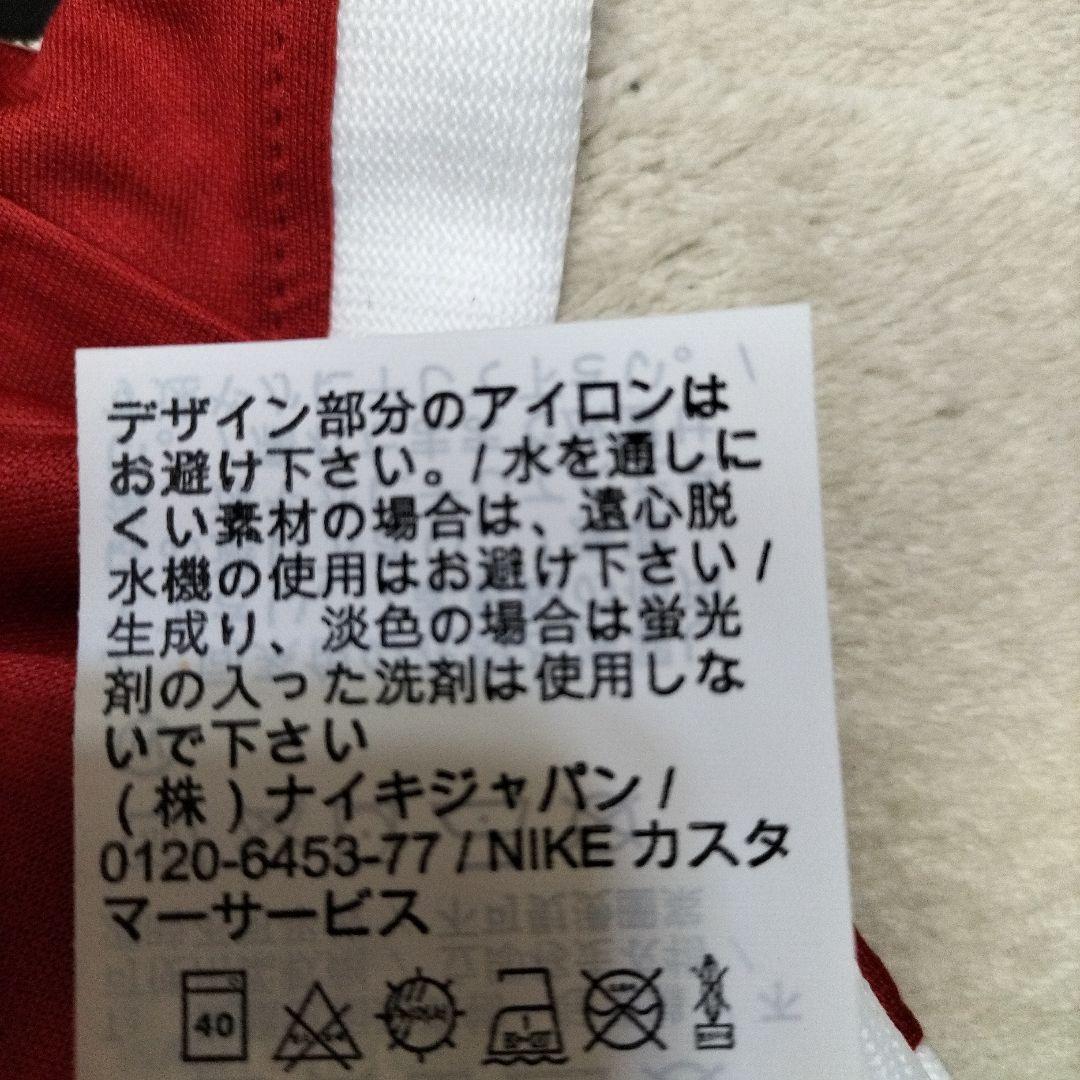 デザイン部分のアイロンは
お避け下さい。/ 水を通しに
くい素材の場合は、遠心脱
水機の使用はお避け下さい /
生成り、淡色の場合は蛍光
剤の入った洗剤は使用しな
いで下さい
( 株 ) ナイキジャパン /
0120-6453-77 / NIKE カスタ
マーサービス
40